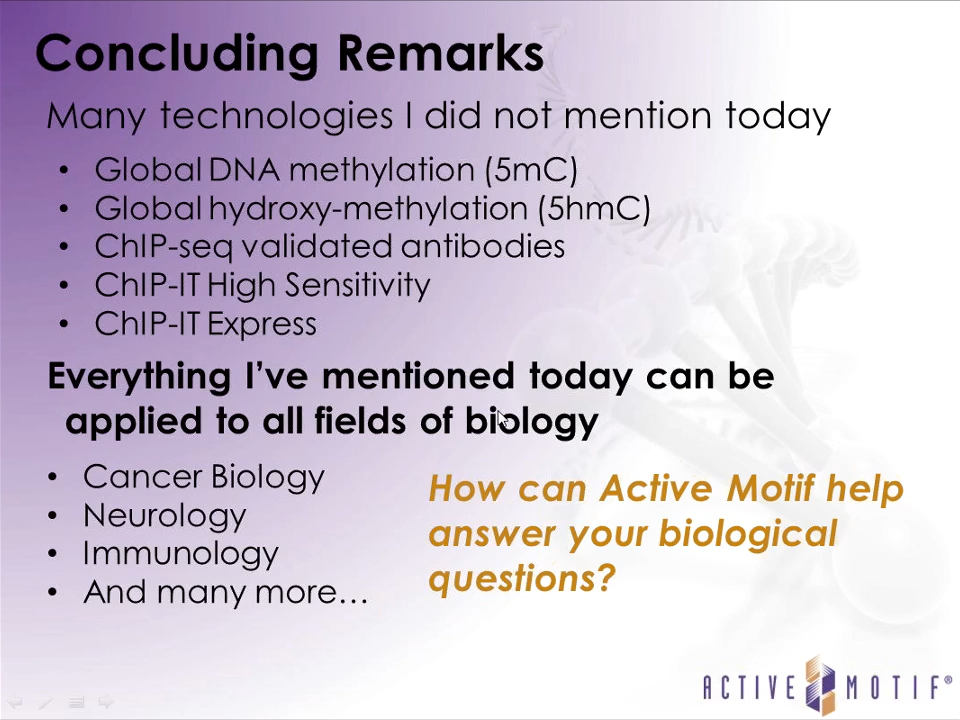 Concluding Remarks
Many technologies I did not mention today
• Global DNA methylation (5mC)
• Global hydroxy-methylation (5hmC)
• ChIP-seq validated antibodies
• ChIP-IT High Sensitivity
• ChIP-IT Express
Everything I’ve mentioned today can be
applied to all fields of biology
• Cancer Biology
• Neurology
• Immunology
• And many more…
How can Active Motif help
answer your biological
questions?
ACTIVE MOTIF®